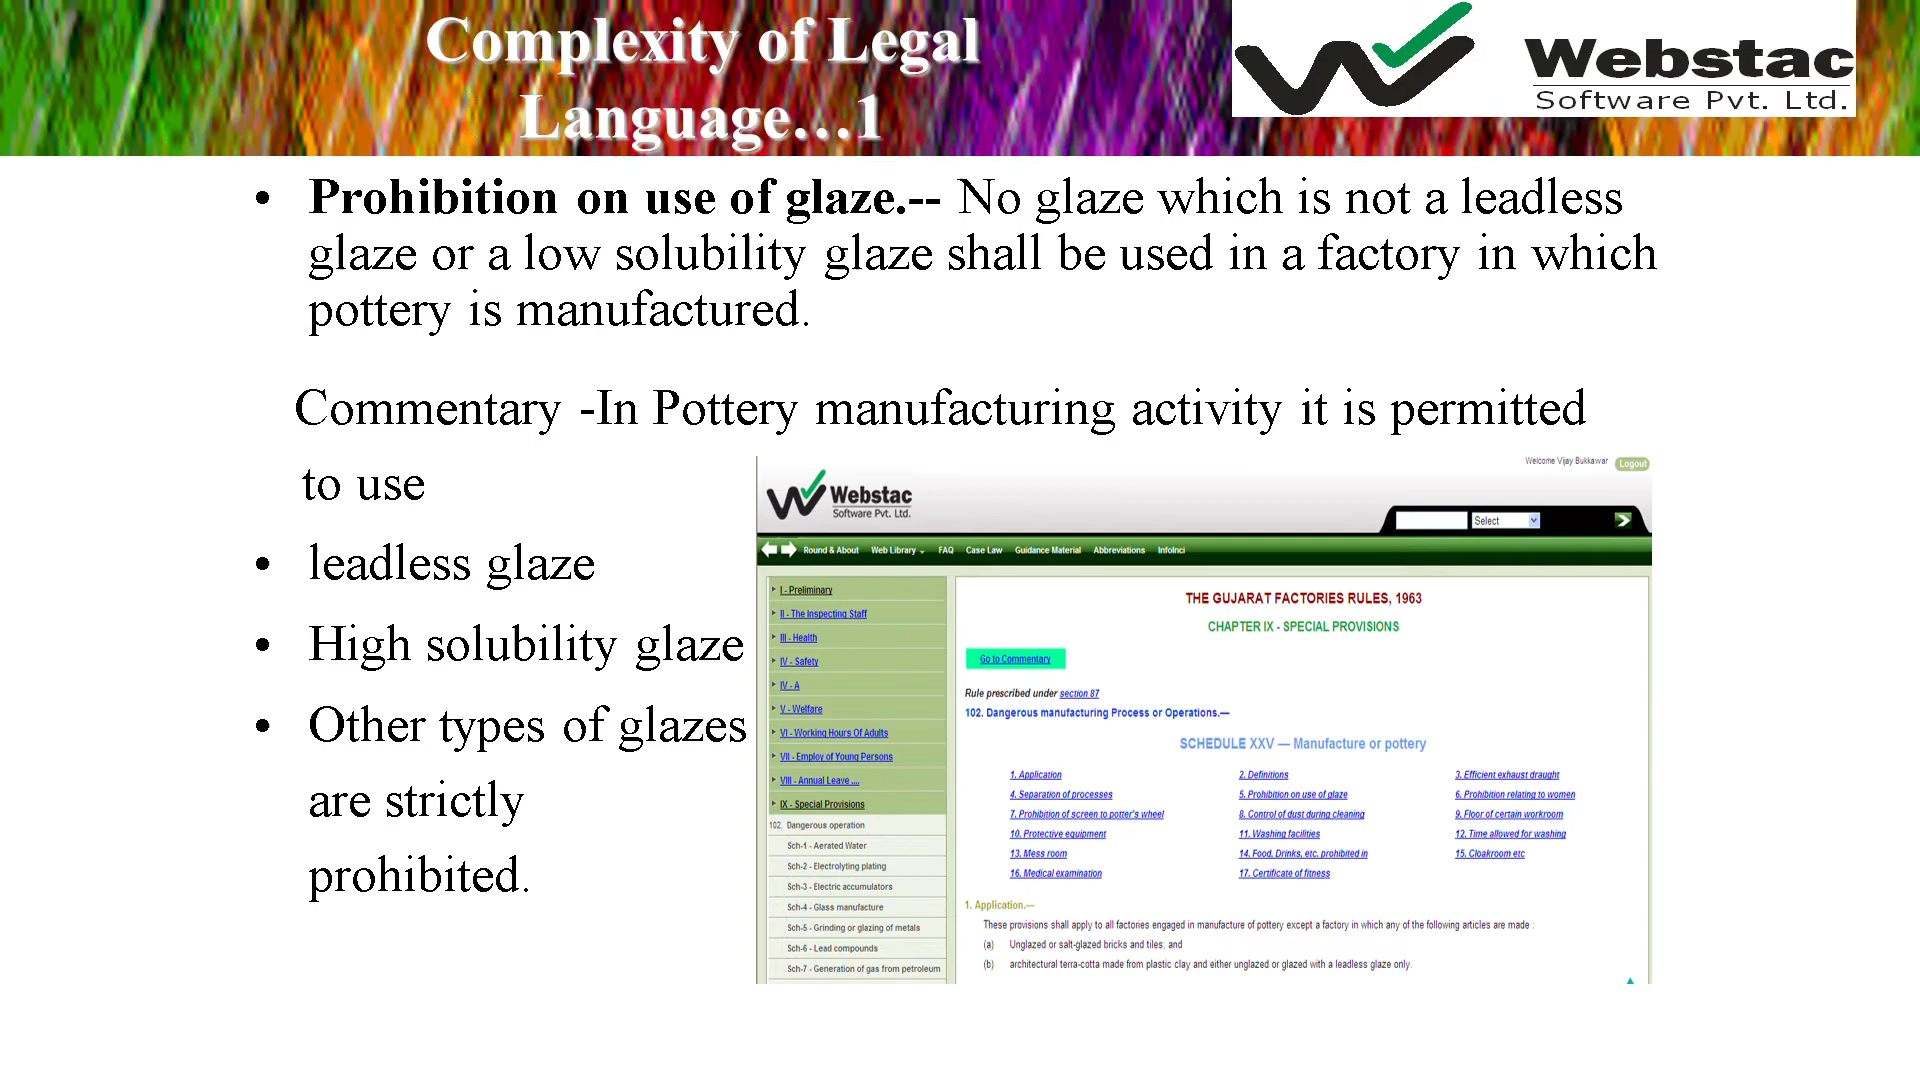 Complexity of Legal
Language…1
Webstac
Software Pvt. Ltd.
• Prohibition on use of glaze.-- No glaze which is not a leadless
glaze or a low solubility glaze shall be used in a factory in which
pottery is manufactured.
Commentary -In Pottery manufacturing activity it is permitted
to use
• leadless glaze
• High solubility glaze
• Other types of glazes
are strictly
prohibited.
Welcome Vijay Bukkawar Logout
Webstac
Software Pvt. Ltd.
Select
Round & About Web Library FAQ Case Law Guidance Material Abbreviations InfoInci
I - Preliminary
II - The Inspecting Staff
III - Health
IV - Safety
IV - A
V - Welfare
VI - Working Hours Of Adults
VII - Employ of Young Persons
VIII - Annual Leave ....
IX - Special Provisions
102. Dangerous operation
Sch-1 - Aerated Water
Sch-2 - Electrolyting plating
Sch-3 - Electric accumulators
Sch-4 - Glass manufacture
Sch-5 - Grinding or glazing of metals
Sch-6 - Lead compounds
Sch-7 - Generation of gas from petroleum
THE GUJARAT FACTORIES RULES, 1963
CHAPTER IX - SPECIAL PROVISIONS
Go to Commentary
Rule prescribed under section 87
102. Dangerous manufacturing Process or Operations.—
SCHEDULE XXV — Manufacture or pottery
1. Application 2. Definitions 3. Efficient exhaust draught
4. Separation of processes 5. Prohibition on use of glaze 6. Prohibition relating to women
7. Prohibition of screen to potter's wheel 8. Control of dust during cleaning 9. Floor of certain workroom
10. Protective equipment 11. Washing facilities 12. Time allowed for washing
13. Mess room 14. Food, Drinks, etc. prohibited in 15. Cloakroom etc
16. Medical examination 17. Certificate of fitness
1. Application.—
These provisions shall apply to all factories engaged in manufacture of pottery except a factory in which any of the following articles are made :
(a) Unglazed or salt-glazed bricks and tiles; and
(b) architectural terra-cotta made from plastic clay and either unglazed or glazed with a leadless glaze only.